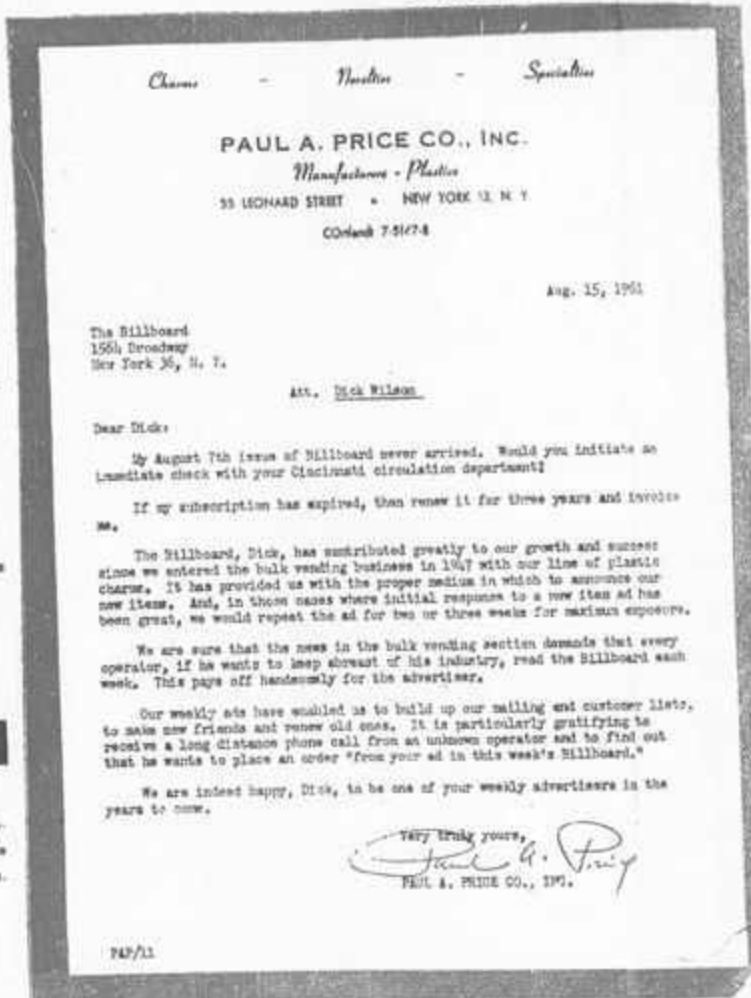 Charms - Novelties - Specialties
PAUL A. PRICE CO., INC.
Manufacturers - Plastics
55 LEONARD STREET • NEW YORK 13, N. Y.
COrtlandt 7-5147-8
Aug. 15, 1961
The Billboard
1564 Broadway
New York 36, N. Y.
Att. Dick Wilson
Dear Dick:
My August 7th issue of Billboard never arrived. Would you initiate an
immediate check with your Cincinnati circulation department?
If my subscription has expired, then renew it for three years and invoice
me.
The Billboard, Dick, has contributed greatly to our growth and success
since we entered the bulk vending business in 1947 with our line of plastic
charms. It has provided us with the proper medium in which to announce our
new items. And, in those cases where initial response to a new item ad has
been great, we would repeat the ad for two or three weeks for maximum exposure.
We are sure that the news in the bulk vending section demands that every
operator, if he wants to keep abreast of his industry, read the Billboard each
week. This pays off handsomely for the advertiser.
Our weekly ads have enabled us to build up our mailing and customer lists,
to make new friends and renew old ones. It is particularly gratifying to
receive a long distance phone call from an unknown operator and to find out
that he wants to place an order "from your ad in this week's Billboard."
We are indeed happy, Dick, to be one of your weekly advertisers in the
years to come.
Very truly yours,
Paul A. Price
PAUL A. PRICE CO., INC.
PAP/ll